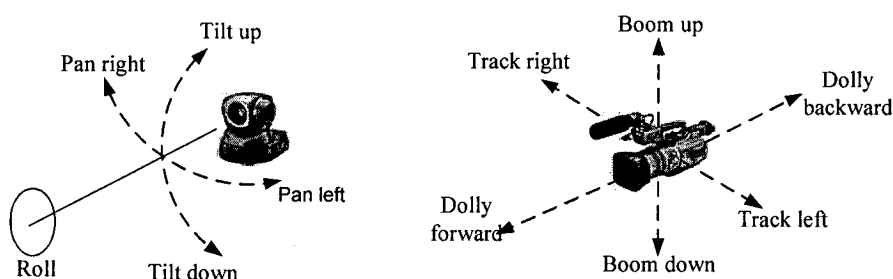 Tilt up
Pan right
Pan left
Roll
Tilt down
Boom up
Track right
Dolly
backward
Dolly
forward
Track left
Boom down